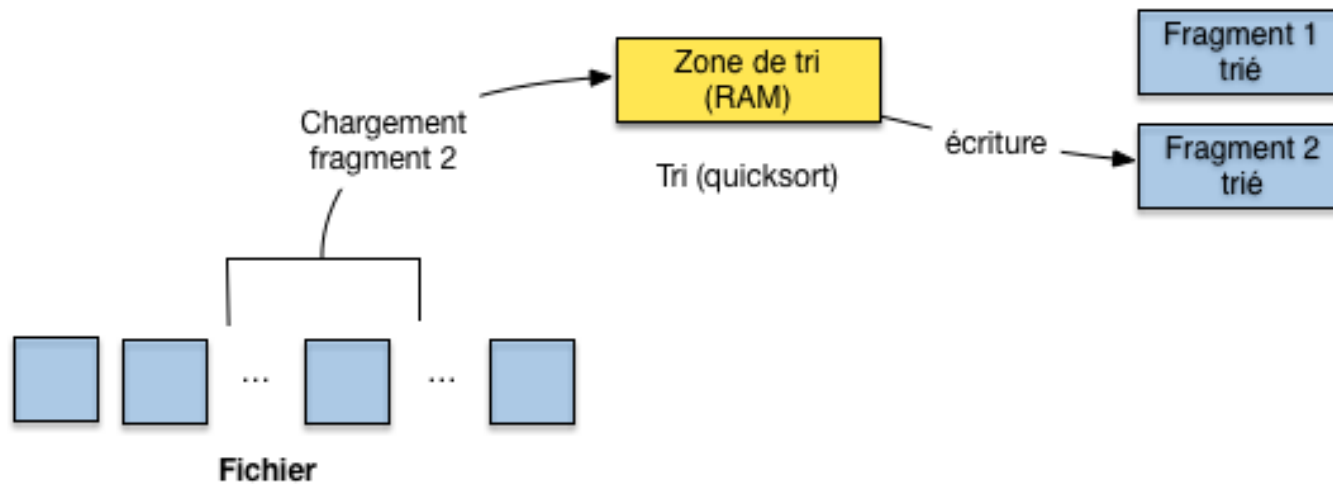 Fragment 1
trié
Zone de tri
(RAM)
Chargement
fragment 2
écriture
Fragment 2
trié
Tri (quicksort)
...
...
Fichier